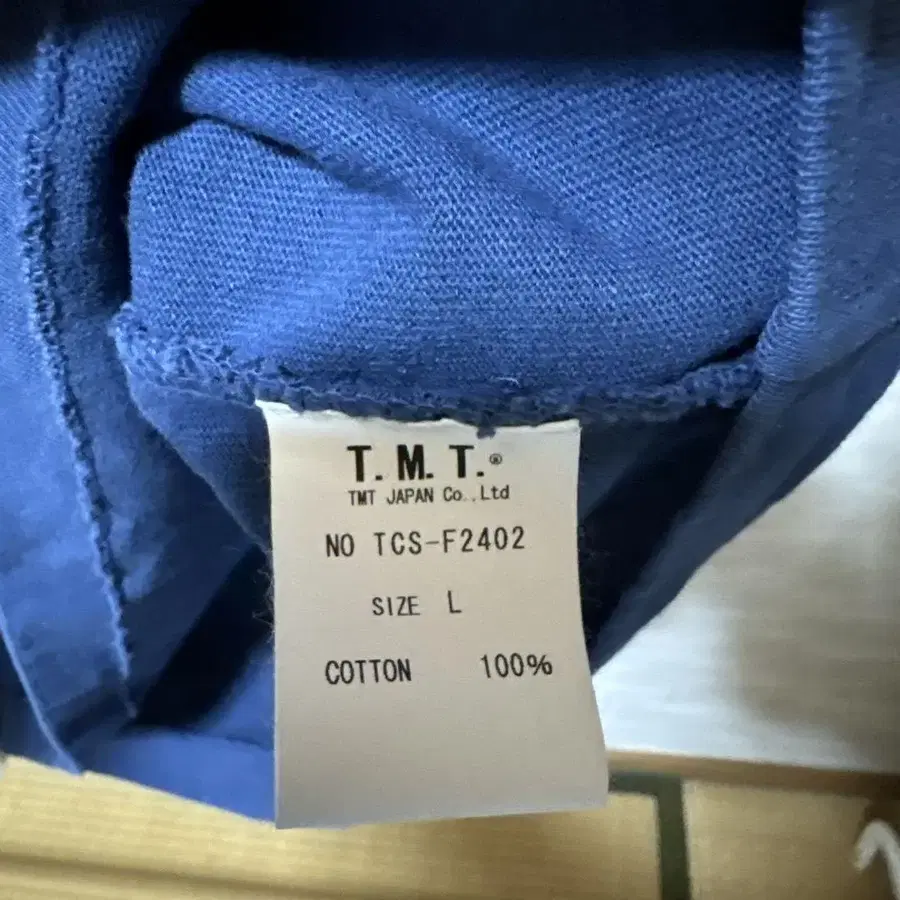 T.M.T.®
TMT JAPAN Co.,Ltd
NO TCS-F2402
SIZE L
COTTON 100%